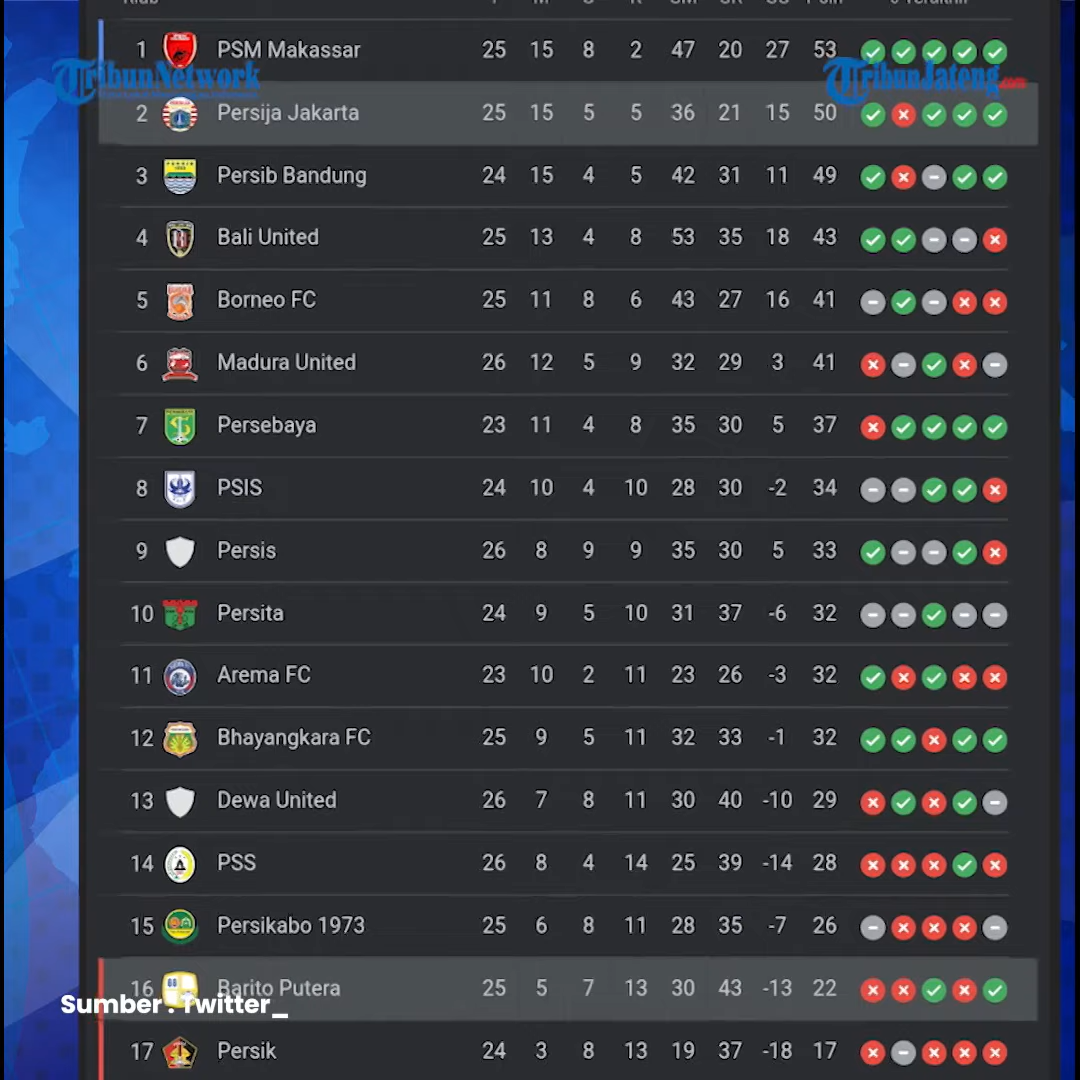 1 PSM Makassar 25 15 8 2 47 20 27 53
TribunNetwork TribunJateng.com
2 Persija Jakarta 25 15 5 5 36 21 15 50
3 Persib Bandung 24 15 4 5 42 31 11 49
4 Bali United 25 13 4 8 53 35 18 43
5 Borneo FC 25 11 8 6 43 27 16 41
6 Madura United 26 12 5 9 32 29 3 41
7 Persebaya 23 11 4 8 35 30 5 37
8 PSIS 24 10 4 10 28 30 -2 34
9 Persis 26 8 9 9 35 30 5 33
10 Persita 24 9 5 10 31 37 -6 32
11 Arema FC 23 10 2 11 23 26 -3 32
12 Bhayangkara FC 25 9 5 11 32 33 -1 32
13 Dewa United 26 7 8 11 30 40 -10 29
14 PSS 26 8 4 14 25 39 -14 28
15 Persikabo 1973 25 6 8 11 28 35 -7 26
16 Barito Putera 25 5 7 13 30 43 -13 22
Sumber : Twitter_
17 Persik 24 3 8 13 19 37 -18 17